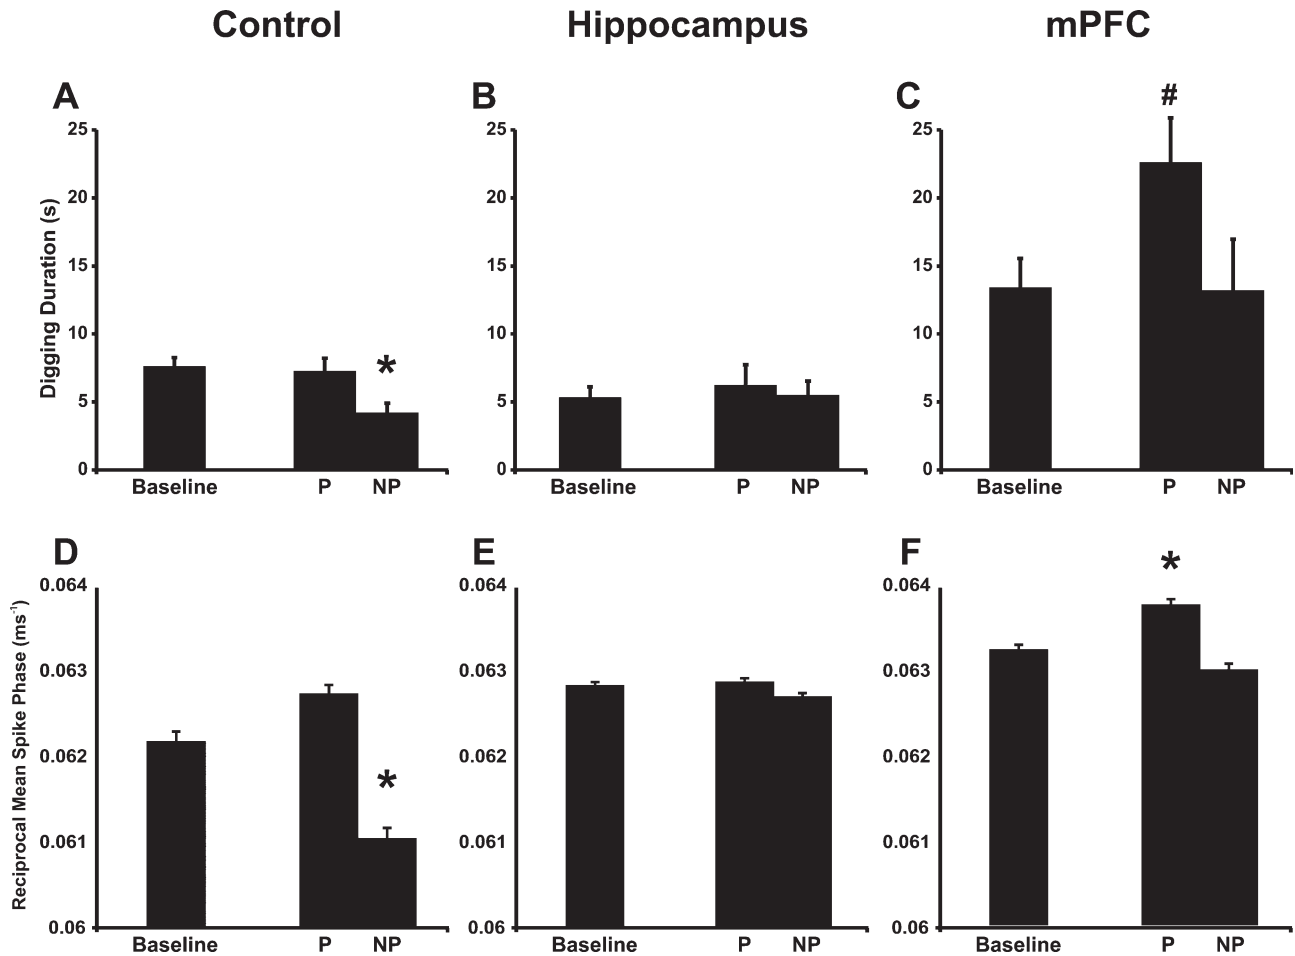 Control Hippocampus mPFC
A B C
#
25 25 25
20 20 20
15 15 15
10 10 10
*
5 5 5
0 0 0
Digging Duration (s)
Baseline P NP Baseline P NP Baseline P NP
D E F
*
0.064 0.064 0.064
0.063 0.063 0.063
0.062 0.062 0.062
*
0.061 0.061 0.061
0.06 0.06 0.06
Reciprocal Mean Spike Phase (ms⁻¹)
Baseline P NP Baseline P NP Baseline P NP